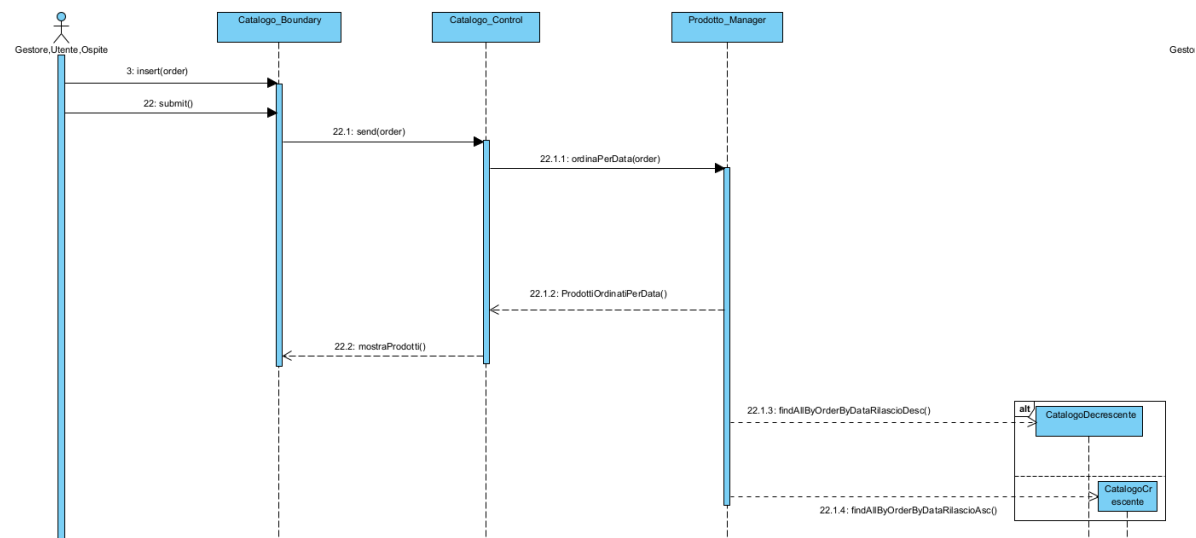 Catalogo_Boundary
Catalogo_Control
Prodotto_Manager
Gestore,Utente,Ospite
Gestor
3: insert(order)
22: submit()
22.1: send(order)
22.1.1: ordinaPerData(order)
22.1.2: ProdottiOrdinatiPerData()
22.2: mostraProdotti()
22.1.3: findAllByOrderByDataRilascioDesc()
alt
CatalogoDecrescente
CatalogoCr
escente
22.1.4: findAllByOrderByDataRilascioAsc()